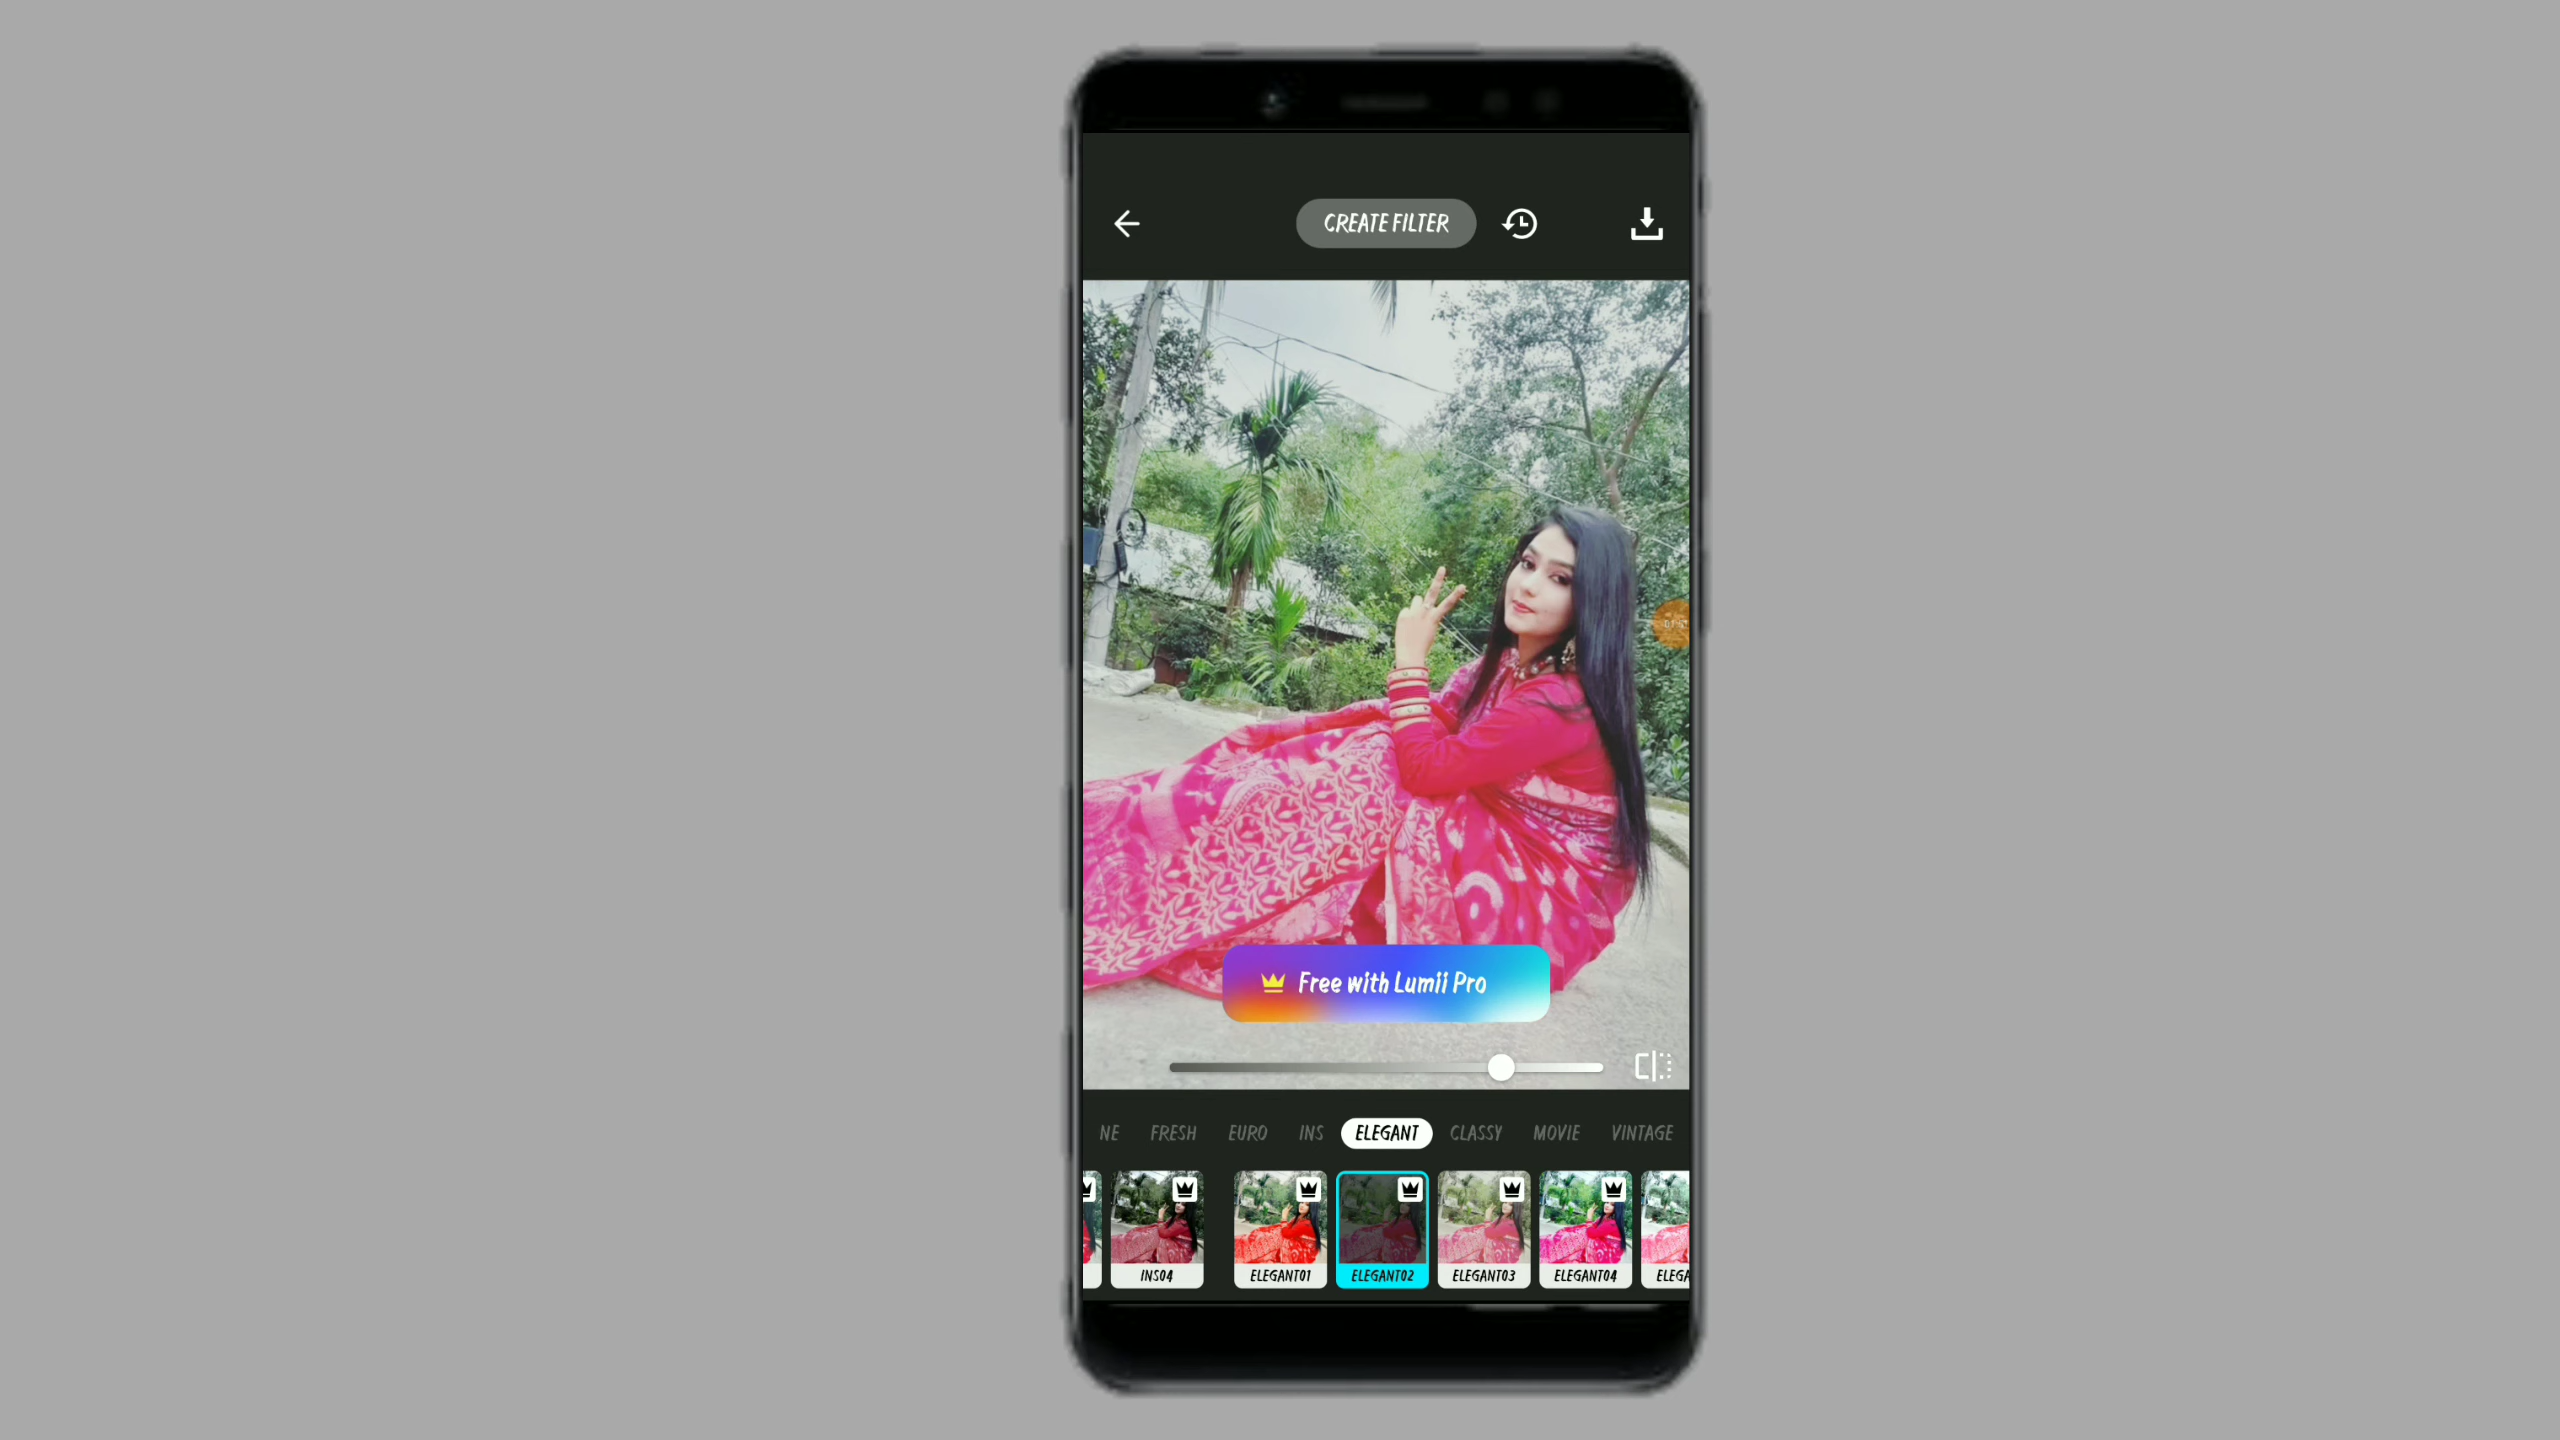 CREATE FILTER
Free with Lumii Pro
NE FRESH EURO INS ELEGANT CLASSY MOVIE VINTAGE
INS04 ELEGANT01 ELEGANT02 ELEGANT03 ELEGANT04 ELEGA